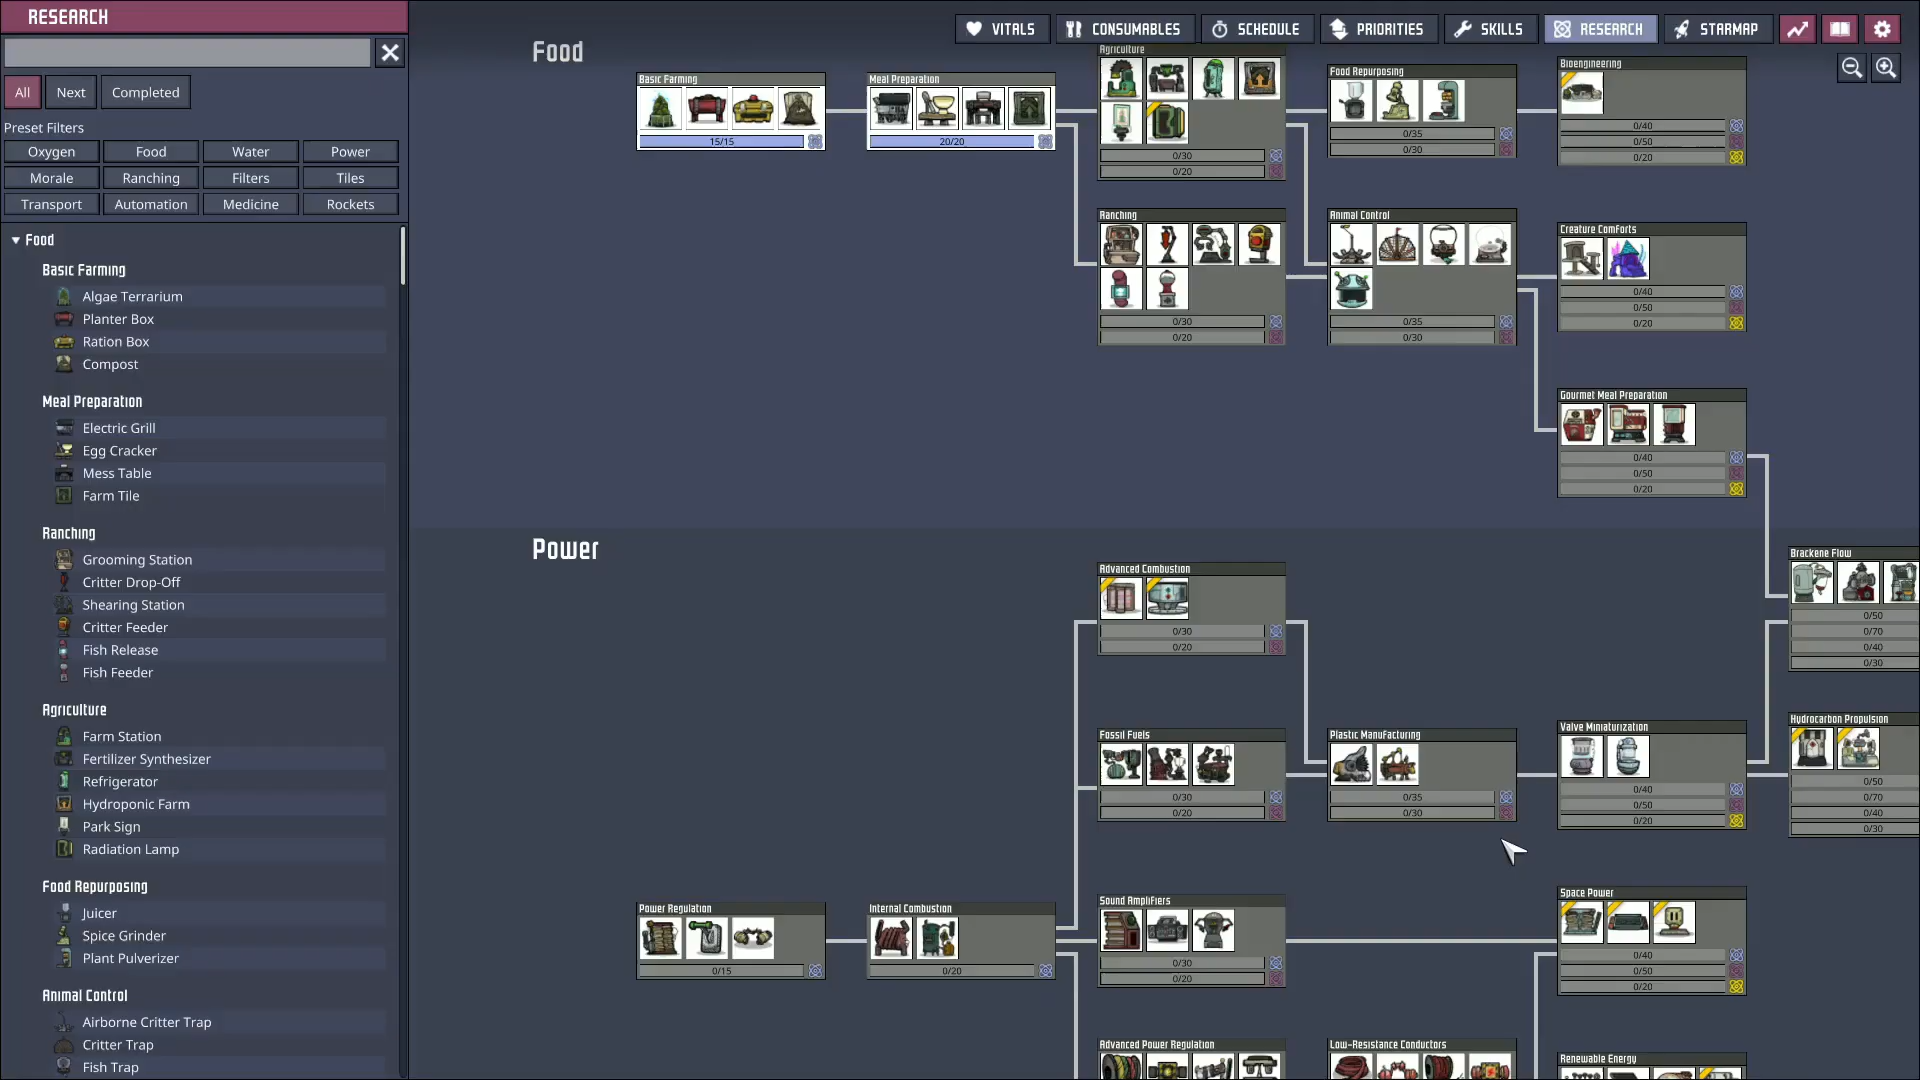 RESEARCH
VITALS
CONSUMABLES
SCHEDULE
PRIORITIES
SKILLS
RESEARCH
STARMAP
All
Next
Completed
Preset Filters
Oxygen
Food
Water
Power
Morale
Ranching
Filters
Tiles
Transport
Automation
Medicine
Rockets
Food
Basic Farming
Algae Terrarium
Planter Box
Ration Box
Compost
Meal Preparation
Electric Grill
Egg Cracker
Mess Table
Farm Tile
Ranching
Grooming Station
Critter Drop-Off
Shearing Station
Critter Feeder
Fish Release
Fish Feeder
Agriculture
Farm Station
Fertilizer Synthesizer
Refrigerator
Hydroponic Farm
Park Sign
Radiation Lamp
Food Repurposing
Juicer
Spice Grinder
Plant Pulverizer
Animal Control
Airborne Critter Trap
Critter Trap
Fish Trap
Food
Basic Farming
15/15
Meal Preparation
20/20
Agriculture
0/30
0/20
Food Repurposing
0/35
0/30
Bioengineering
0/40
0/50
0/20
Ranching
0/30
0/20
Animal Control
0/35
0/30
Creature Comforts
0/40
0/50
0/20
Gourmet Meal Preparation
0/40
0/50
0/20
Power
Brackene Flow
0/50
0/70
0/40
0/30
Advanced Combustion
0/30
0/20
Fossil Fuels
0/30
0/20
Plastic Manufacturing
0/35
0/30
Valve Miniaturization
0/40
0/50
0/20
Hydrocarbon Propulsion
0/50
0/70
0/40
0/30
Power Regulation
0/15
Internal Combustion
0/20
Sound Amplifiers
0/30
0/20
Space Power
0/40
0/50
0/20
Advanced Power Regulation
Low-Resistance Conductors
Renewable Energy